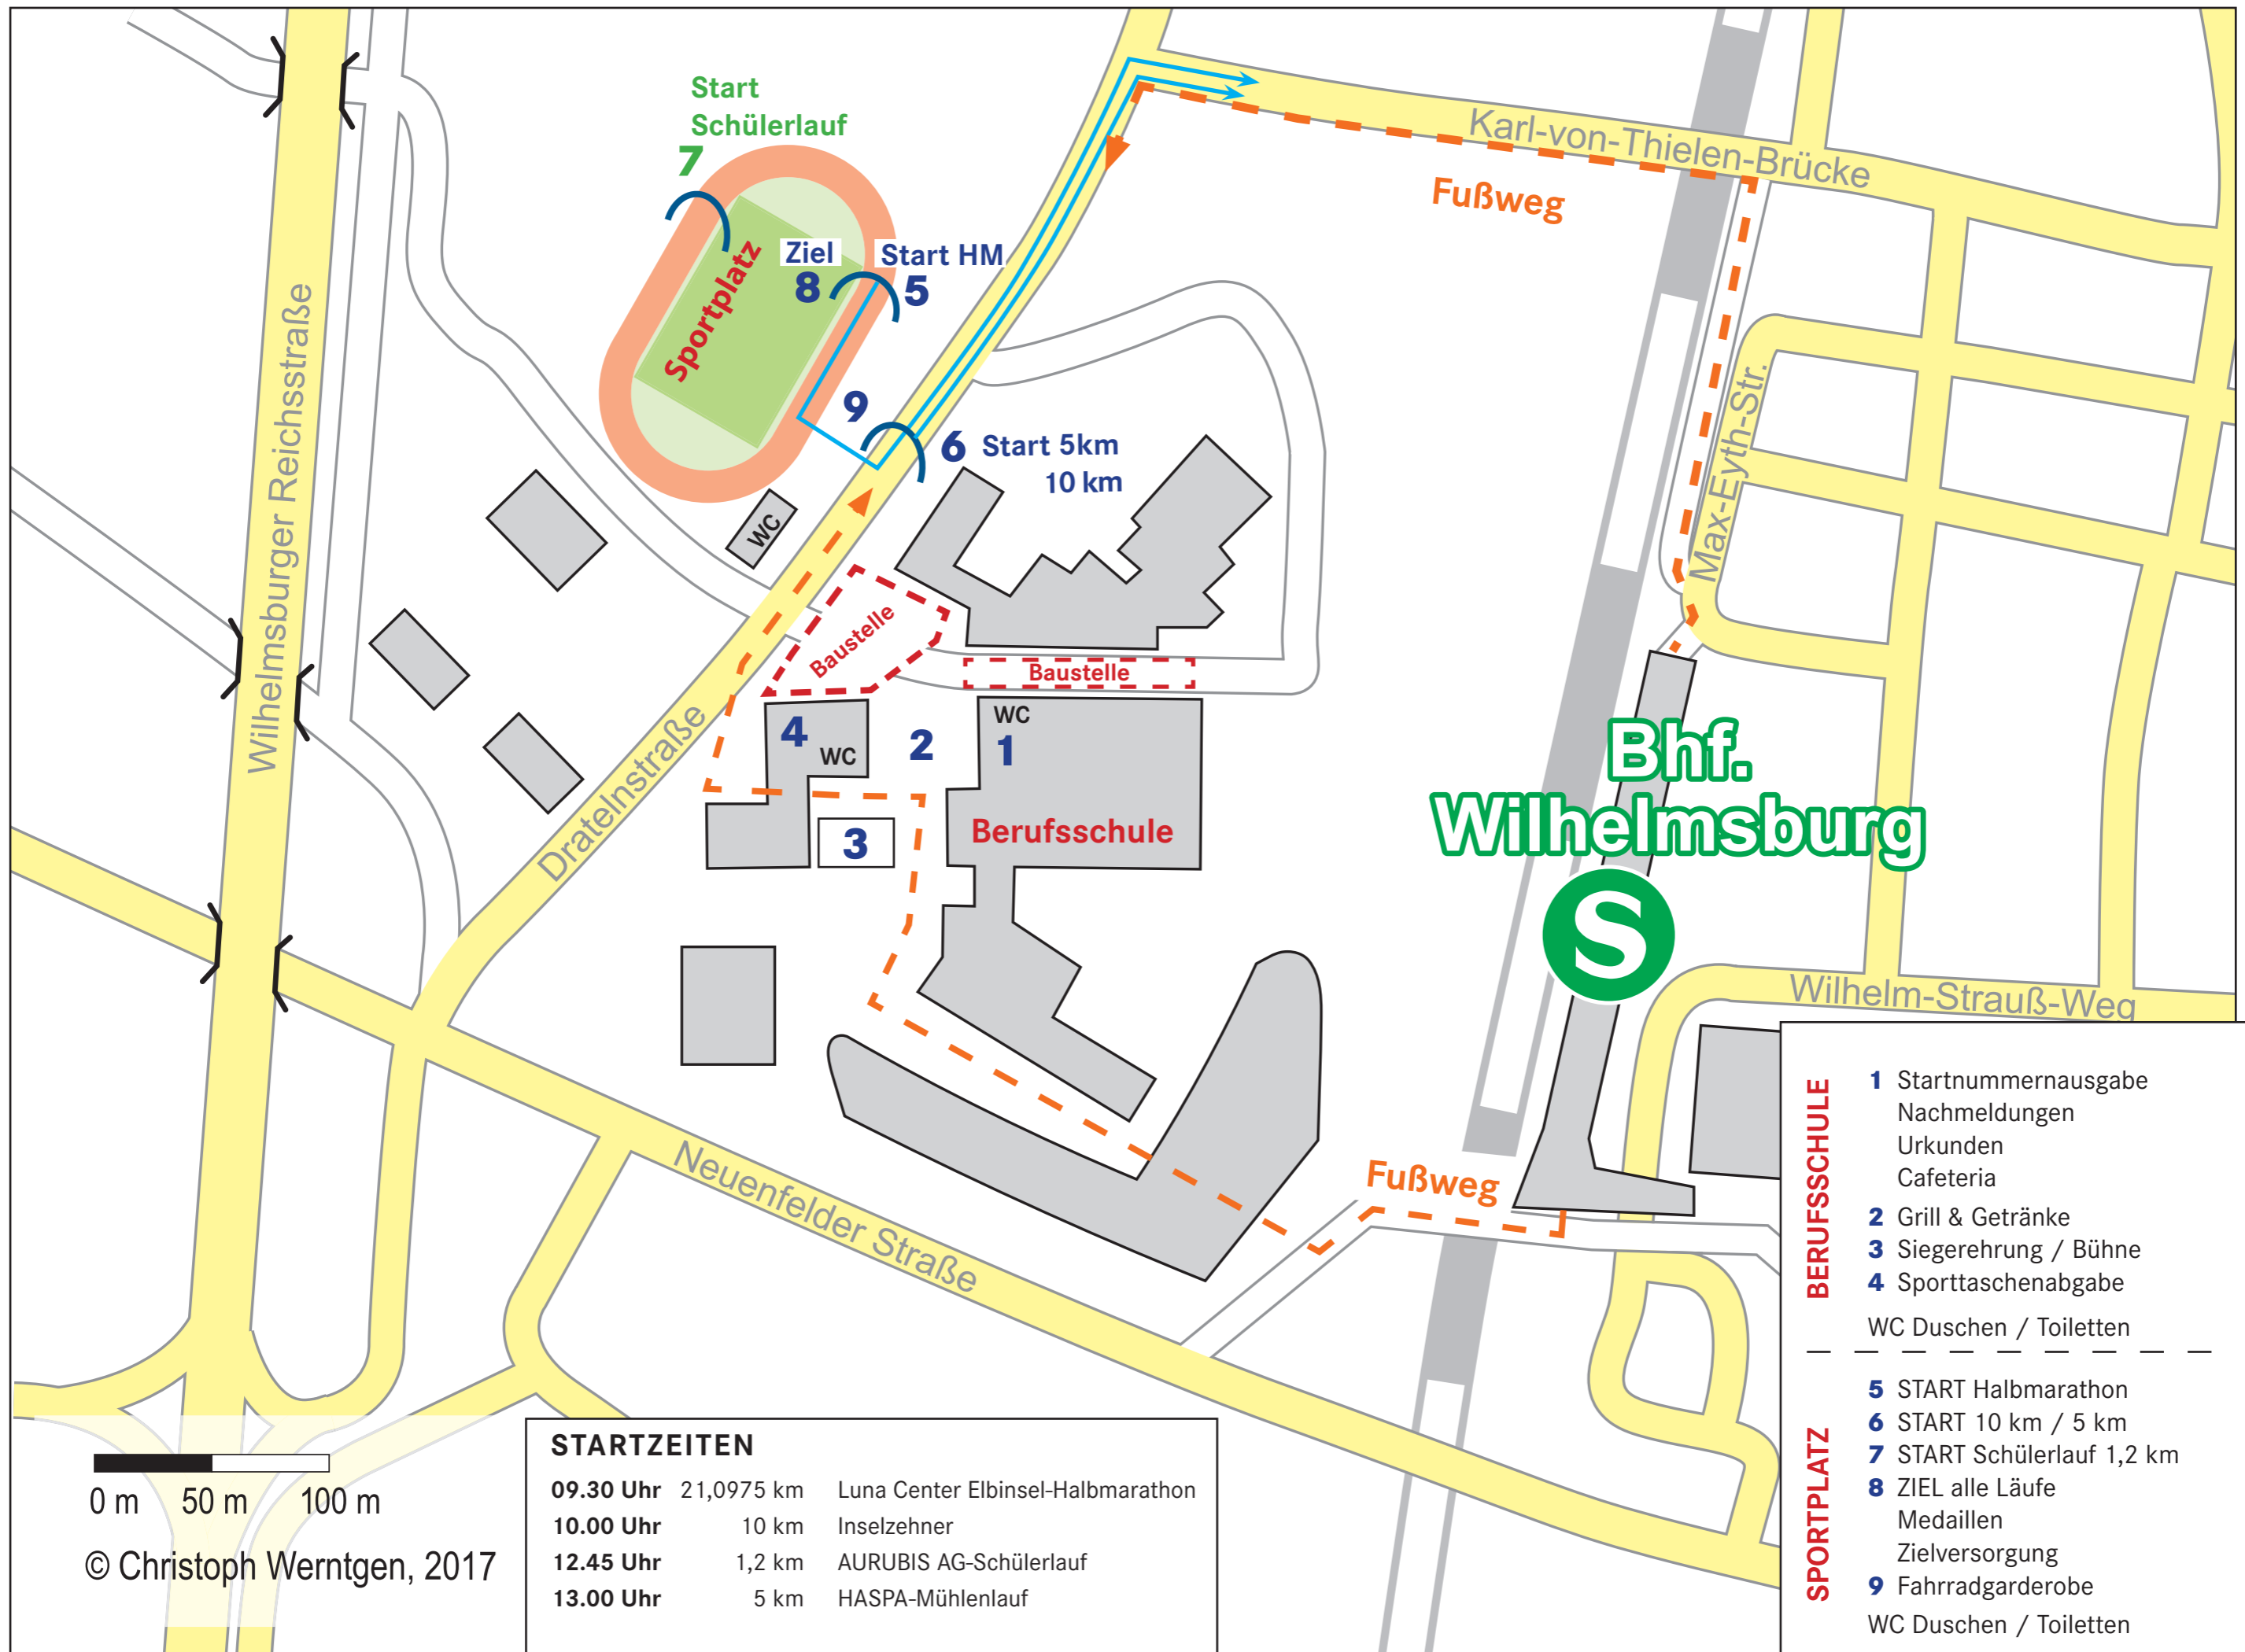 Start
Schülerlauf
7
Karl-von-Thielen-Brücke
Fußweg
Ziel
8
Start HM
5
Sportplatz
Wilhelmsburger Reichsstraße
9
6 Start 5km
10 km
Max-Eyth-Str.
WC
Baustelle
Baustelle
4
WC
2
WC
1
Dratelnstraße
3
Berufsschule
Bhf.
Wilhelmsburg
S
Wilhelm-Strauß-Weg
Fußweg
Neuenfelder Straße
BERUFSSCHULE
1 Startnummernausgabe
Nachmeldungen
Urkunden
Cafeteria
2 Grill & Getränke
3 Siegerehrung / Bühne
4 Sporttaschenabgabe
WC Duschen / Toiletten
SPORTPLATZ
5 START Halbmarathon
6 START 10 km / 5 km
7 START Schülerlauf 1,2 km
8 ZIEL alle Läufe
Medaillen
Zielversorgung
9 Fahrradgarderobe
WC Duschen / Toiletten
STARTZEITEN
09.30 Uhr 21,0975 km Luna Center Elbinsel-Halbmarathon
10.00 Uhr 10 km Inselzehner
12.45 Uhr 1,2 km AURUBIS AG-Schülerlauf
13.00 Uhr 5 km HASPA-Mühlenlauf
0 m 50 m 100 m
© Christoph Werntgen, 2017